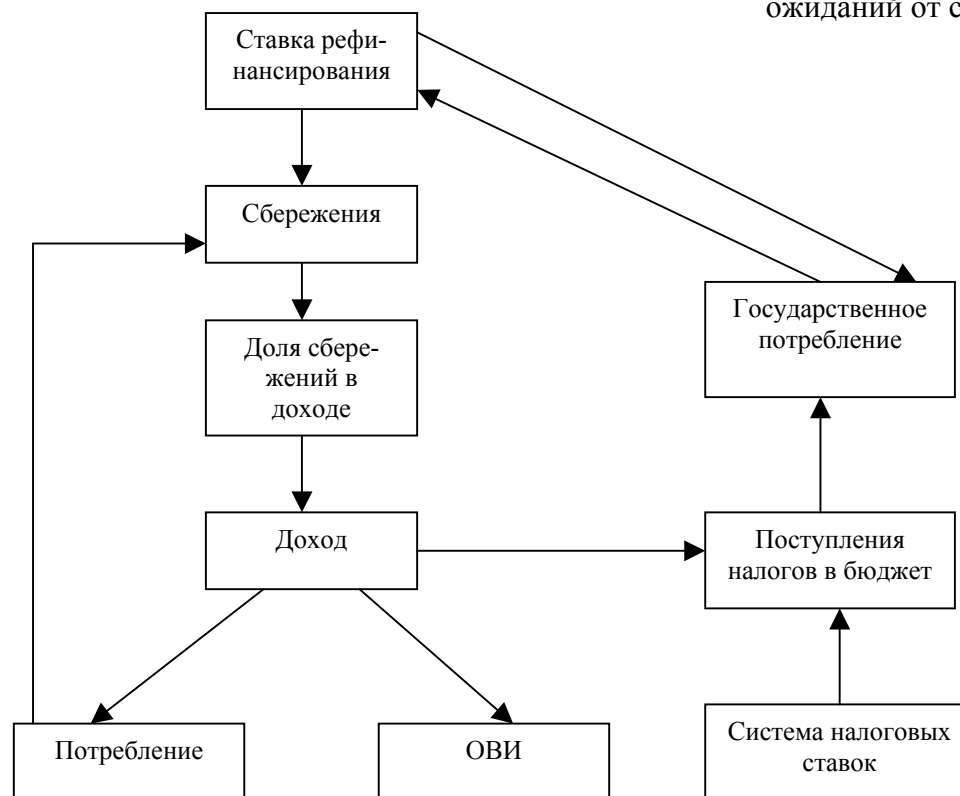 ожиданий от с
Ставка рефи-
нансирования
Сбережения
Государственное
потребление
Доля сбере-
жений в
доходе
Доход
Поступления
налогов в бюджет
Потребление
ОВИ
Система налоговых
ставок